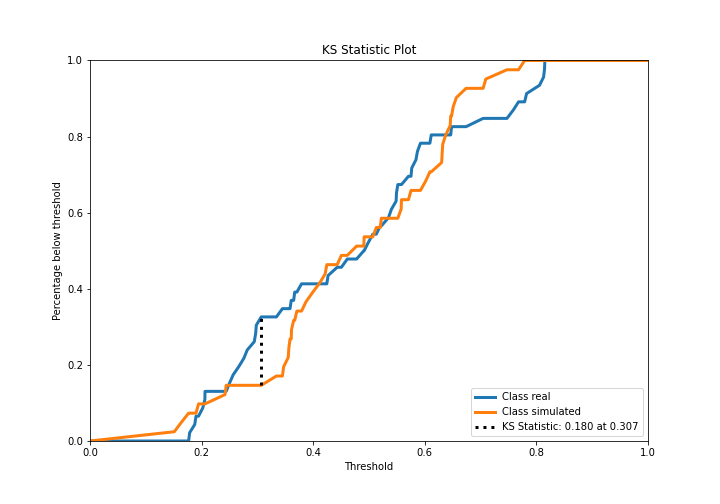 KS Statistic Plot
Percentage below threshold
1.0
0.8
0.6
0.4
0.2
0.0
0.0 0.2 0.4 0.6 0.8 1.0
Threshold
Class real
Class simulated
KS Statistic: 0.180 at 0.307